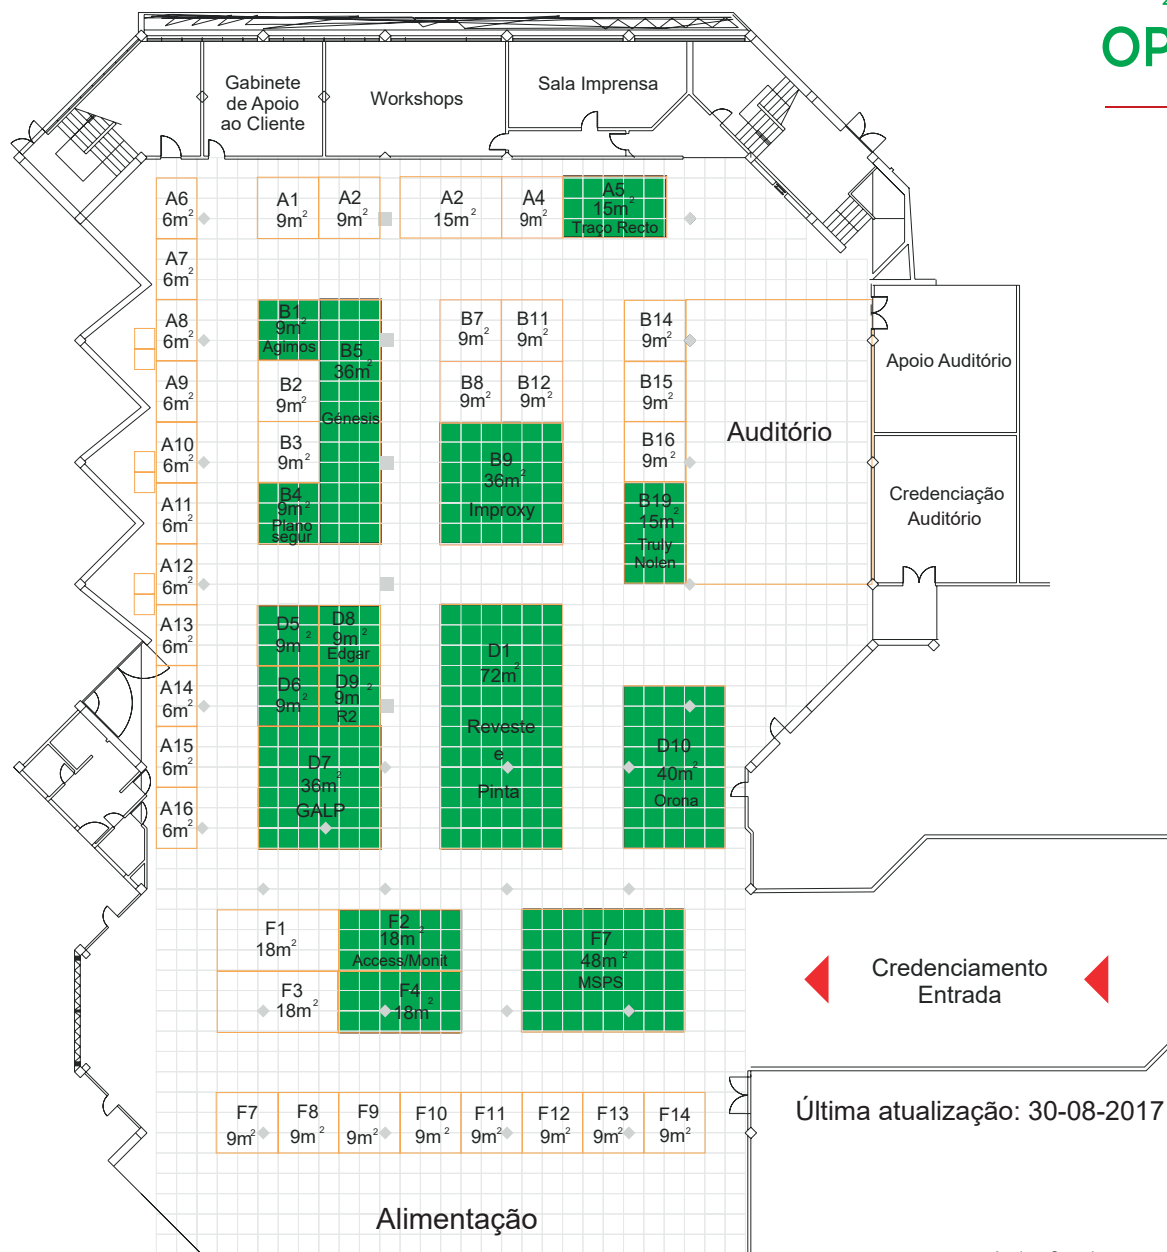 OP
Gabinete
de Apoio
ao Cliente
Workshops
Sala Imprensa
A6
6m²
A1
9m²
A2
9m²
A2
15m²
A4
9m²
A5
15m²
Traço Recto
A7
6m²
A8
6m²
B1
9m²
Agimos
B5
36m²
Génesis
B7
9m²
B11
9m²
B14
9m²
Apoio Auditório
A9
6m²
B2
9m²
B8
9m²
B12
9m²
B15
9m²
Auditório
A10
6m²
B3
9m²
B9
36m²
Improxy
B16
9m²
A11
6m²
B4
9m²
Plano
segur
B19
15m²
Truly
Nolen
Credenciação
Auditório
A12
6m²
A13
6m²
D5
9m²
D8
9m²
Edgar
D1
72m²
Reveste
e
Pinta
A14
6m²
D6
9m²
D9
9m²
R2
A15
6m²
D7
36m²
GALP
D10
40m²
Orona
A16
6m²
F1
18m²
F2
18m²
Access/Monit
F7
48m²
MSPS
F3
18m²
F4
18m²
Credenciamento
Entrada
F7
9m²
F8
9m²
F9
9m²
F10
9m²
F11
9m²
F12
9m²
F13
9m²
F14
9m²
Última atualização: 30-08-2017
Alimentação